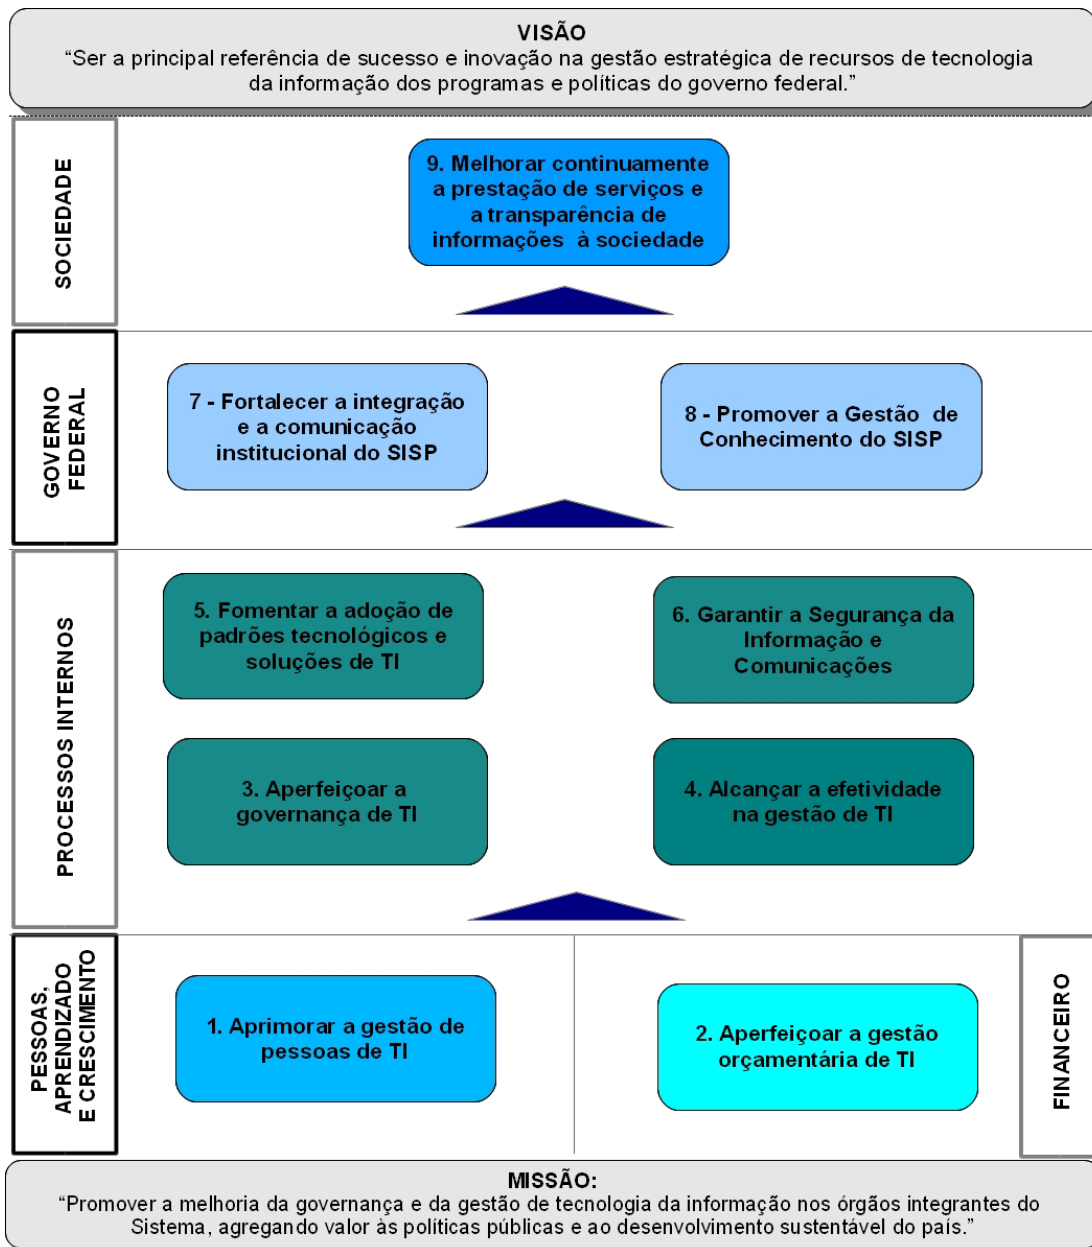 VISÃO
“Ser a principal referência de sucesso e inovação na gestão estratégica de recursos de tecnologia
da informação dos programas e políticas do governo federal.”
SOCIEDADE
9. Melhorar continuamente
a prestação de serviços e
a transparência de
informações à sociedade
GOVERNO
FEDERAL
7 - Fortalecer a integração
e a comunicação
institucional do SISP
8 - Promover a Gestão de
Conhecimento do SISP
PROCESSOS INTERNOS
5. Fomentar a adoção de
padrões tecnológicos e
soluções de TI
6. Garantir a Segurança da
Informação e
Comunicações
3. Aperfeiçoar a
governança de TI
4. Alcançar a efetividade
na gestão de TI
PESSOAS,
APRENDIZADO
E CRESCIMENTO
1. Aprimorar a gestão de
pessoas de TI
2. Aperfeiçoar a gestão
orçamentária de TI
FINANCEIRO
MISSÃO:
“Promover a melhoria da governança e da gestão de tecnologia da informação nos órgãos integrantes do
Sistema, agregando valor às políticas públicas e ao desenvolvimento sustentável do país.”